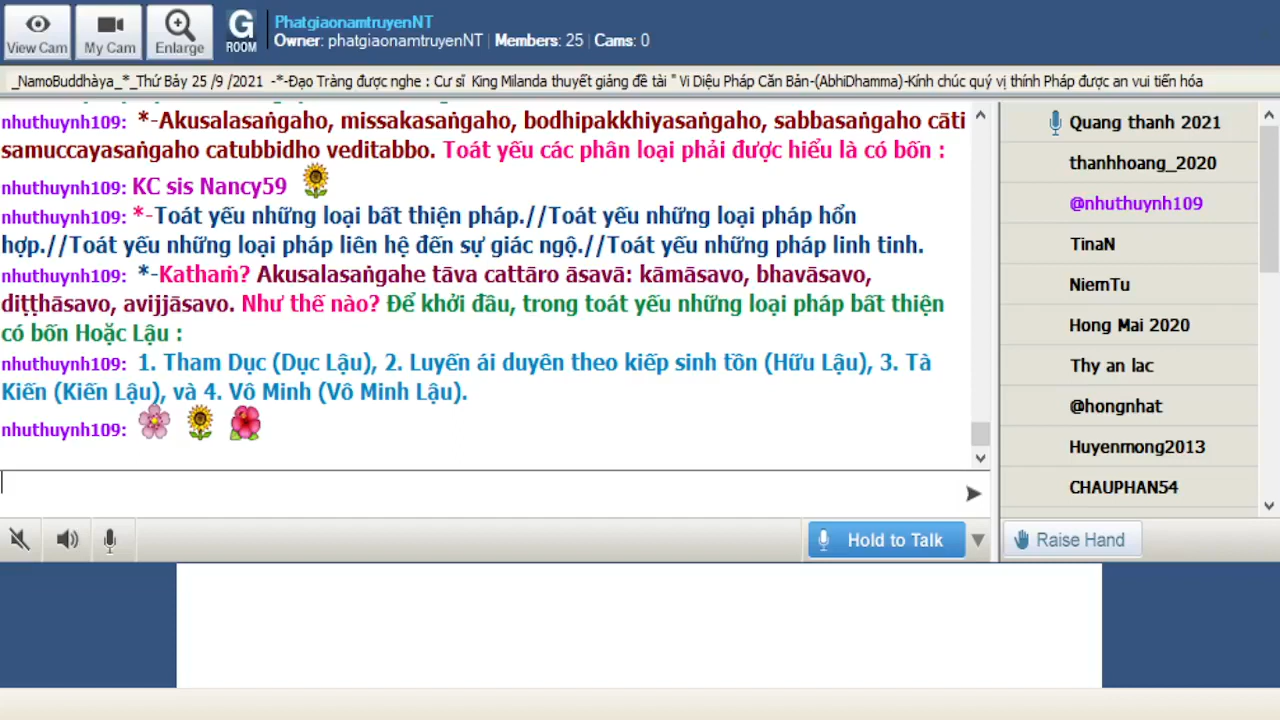 View Cam
My Cam
Enlarge
G
ROOM
PhatgiaonamtruyenNT
Owner: phatgiaonamtruyenNT | Members: 25 | Cams: 0
_NamoBuddhàya_*_Thứ Bảy 25 /9 /2021 -*-Đạo Tràng được nghe : Cư sĩ King Milanda thuyết giảng đề tài " Vi Diệu Pháp Căn Bản-(AbhiDhamma)-Kính chúc quý vị thính Pháp được an vui tiến hóa
nhuthuynh109: *-Akusalasaṅgaho, missakasaṅgaho, bodhipakkhiyasaṅgaho, sabbasaṅgaho cāti
samuccayasaṅgaho catubbidho veditabbo. Toát yếu các phân loại phải được hiểu là có bốn :
nhuthuynh109: KC sis Nancy59
nhuthuynh109: *-Toát yếu những loại bất thiện pháp.//Toát yếu những loại pháp hổn
hợp.//Toát yếu những loại pháp liên hệ đến sự giác ngộ.//Toát yếu những pháp linh tinh.
nhuthuynh109: *-Kathaṁ? Akusalasaṅgahe tāva cattāro āsavā: kāmāsavo, bhavāsavo,
diṭṭhāsavo, avijjāsavo. Như thế nào? Để khởi đầu, trong toát yếu những loại pháp bất thiện
có bốn Hoặc Lậu :
nhuthuynh109: 1. Tham Dục (Dục Lậu), 2. Luyến ái duyên theo kiếp sinh tồn (Hữu Lậu), 3. Tà
Kiến (Kiến Lậu), và 4. Vô Minh (Vô Minh Lậu).
nhuthuynh109:
Hold to Talk
Quang thanh 2021
thanhhoang_2020
@nhuthuynh109
TinaN
NiemTu
Hong Mai 2020
Thy an lac
@hongnhat
Huyenmong2013
CHAUPHAN54
Raise Hand